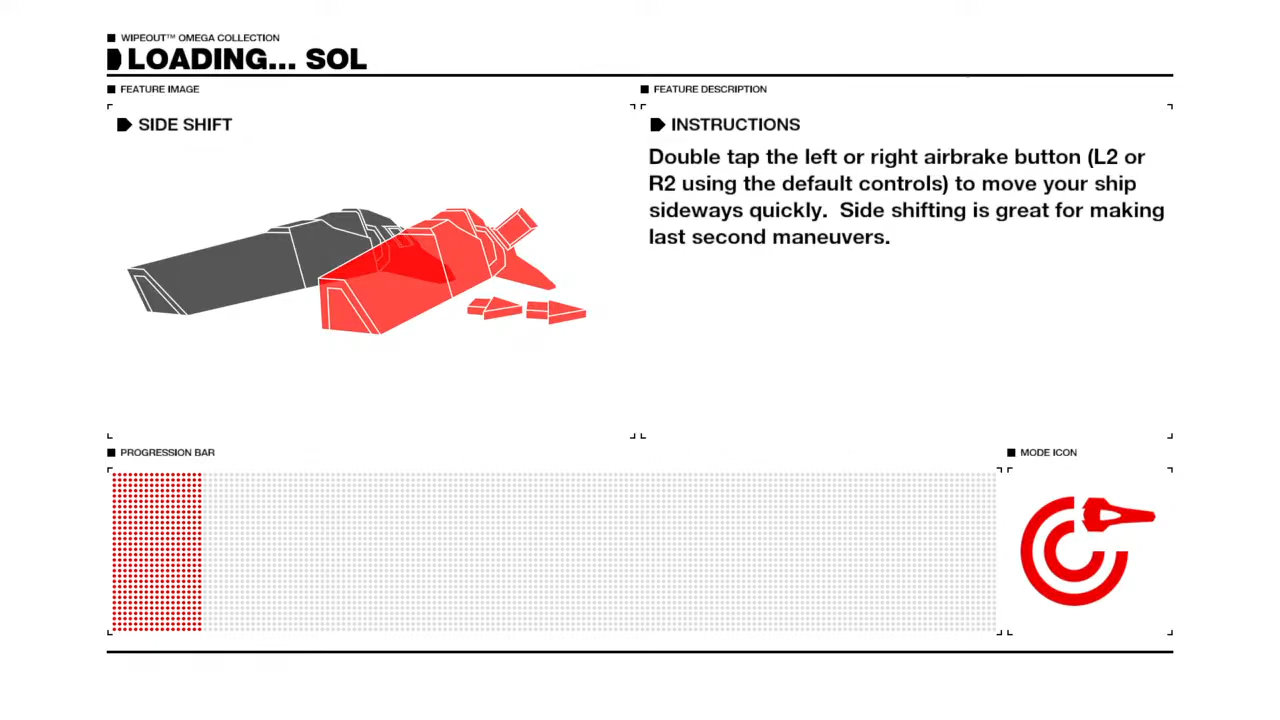 WIPEOUT™ OMEGA COLLECTION
LOADING... SOL
FEATURE IMAGE
SIDE SHIFT
FEATURE DESCRIPTION
INSTRUCTIONS
Double tap the left or right airbrake button (L2 or
R2 using the default controls) to move your ship
sideways quickly.  Side shifting is great for making
last second maneuvers.
PROGRESSION BAR
MODE ICON